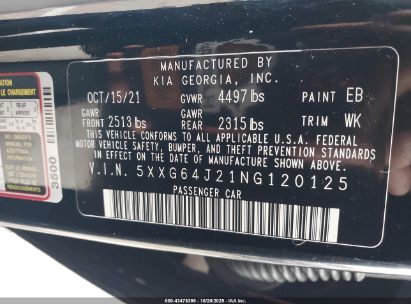 MANUFACTURED BY
KIA GEORGIA, INC.
OCT/15/21 GVWR 4497 lbs PAINT EB
GAWR GAWR
FRONT 2513 lbs REAR 2315 lbs TRIM WK
THIS VEHICLE CONFORMS TO ALL APPLICABLE U.S.A. FEDERAL
MOTOR VEHICLE SAFETY, BUMPER, AND THEFT PREVENTION STANDARDS
IN EFFECT ON THE DATE OF MANUFACTURE SHOWN ABOVE.
V.I.N. 5XXG64J21NG120125
PASSENGER CAR
3600